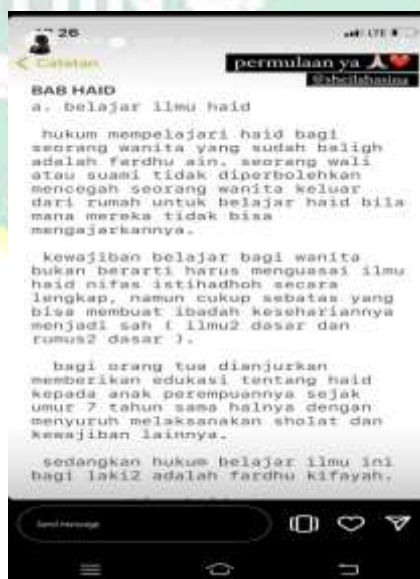 26
LTE
Catatan
permulaan ya 🙏❤️
@sheilahasina
BAB HAID
a. belajar ilmu haid
hukum mempelajari haid bagi
seorang wanita yang sudah baligh
adalah fardhu ain. seorang wali
atau suami tidak diperbolehkan
mencegah seorang wanita keluar
dari rumah untuk belajar haid bila
mana mereka tidak bisa
mengajarkannya.
kewajiban belajar bagi wanita
bukan berarti harus menguasai ilmu
haid nifas istihadhoh secara
lengkap, namun cukup sebatas yang
bisa membuat ibadah kesehariannya
menjadi sah ( ilmu2 dasar dan
rumus2 dasar ).
bagi orang tua dianjurkan
memberikan edukasi tentang haid
kepada anak perempuannya sejak
umur 7 tahun sama halnya dengan
menyuruh melaksanakan sholat dan
kewajiban lainnya.
sedangkan hukum belajar ilmu ini
bagi laki2 adalah fardhu kifayah.
Send message